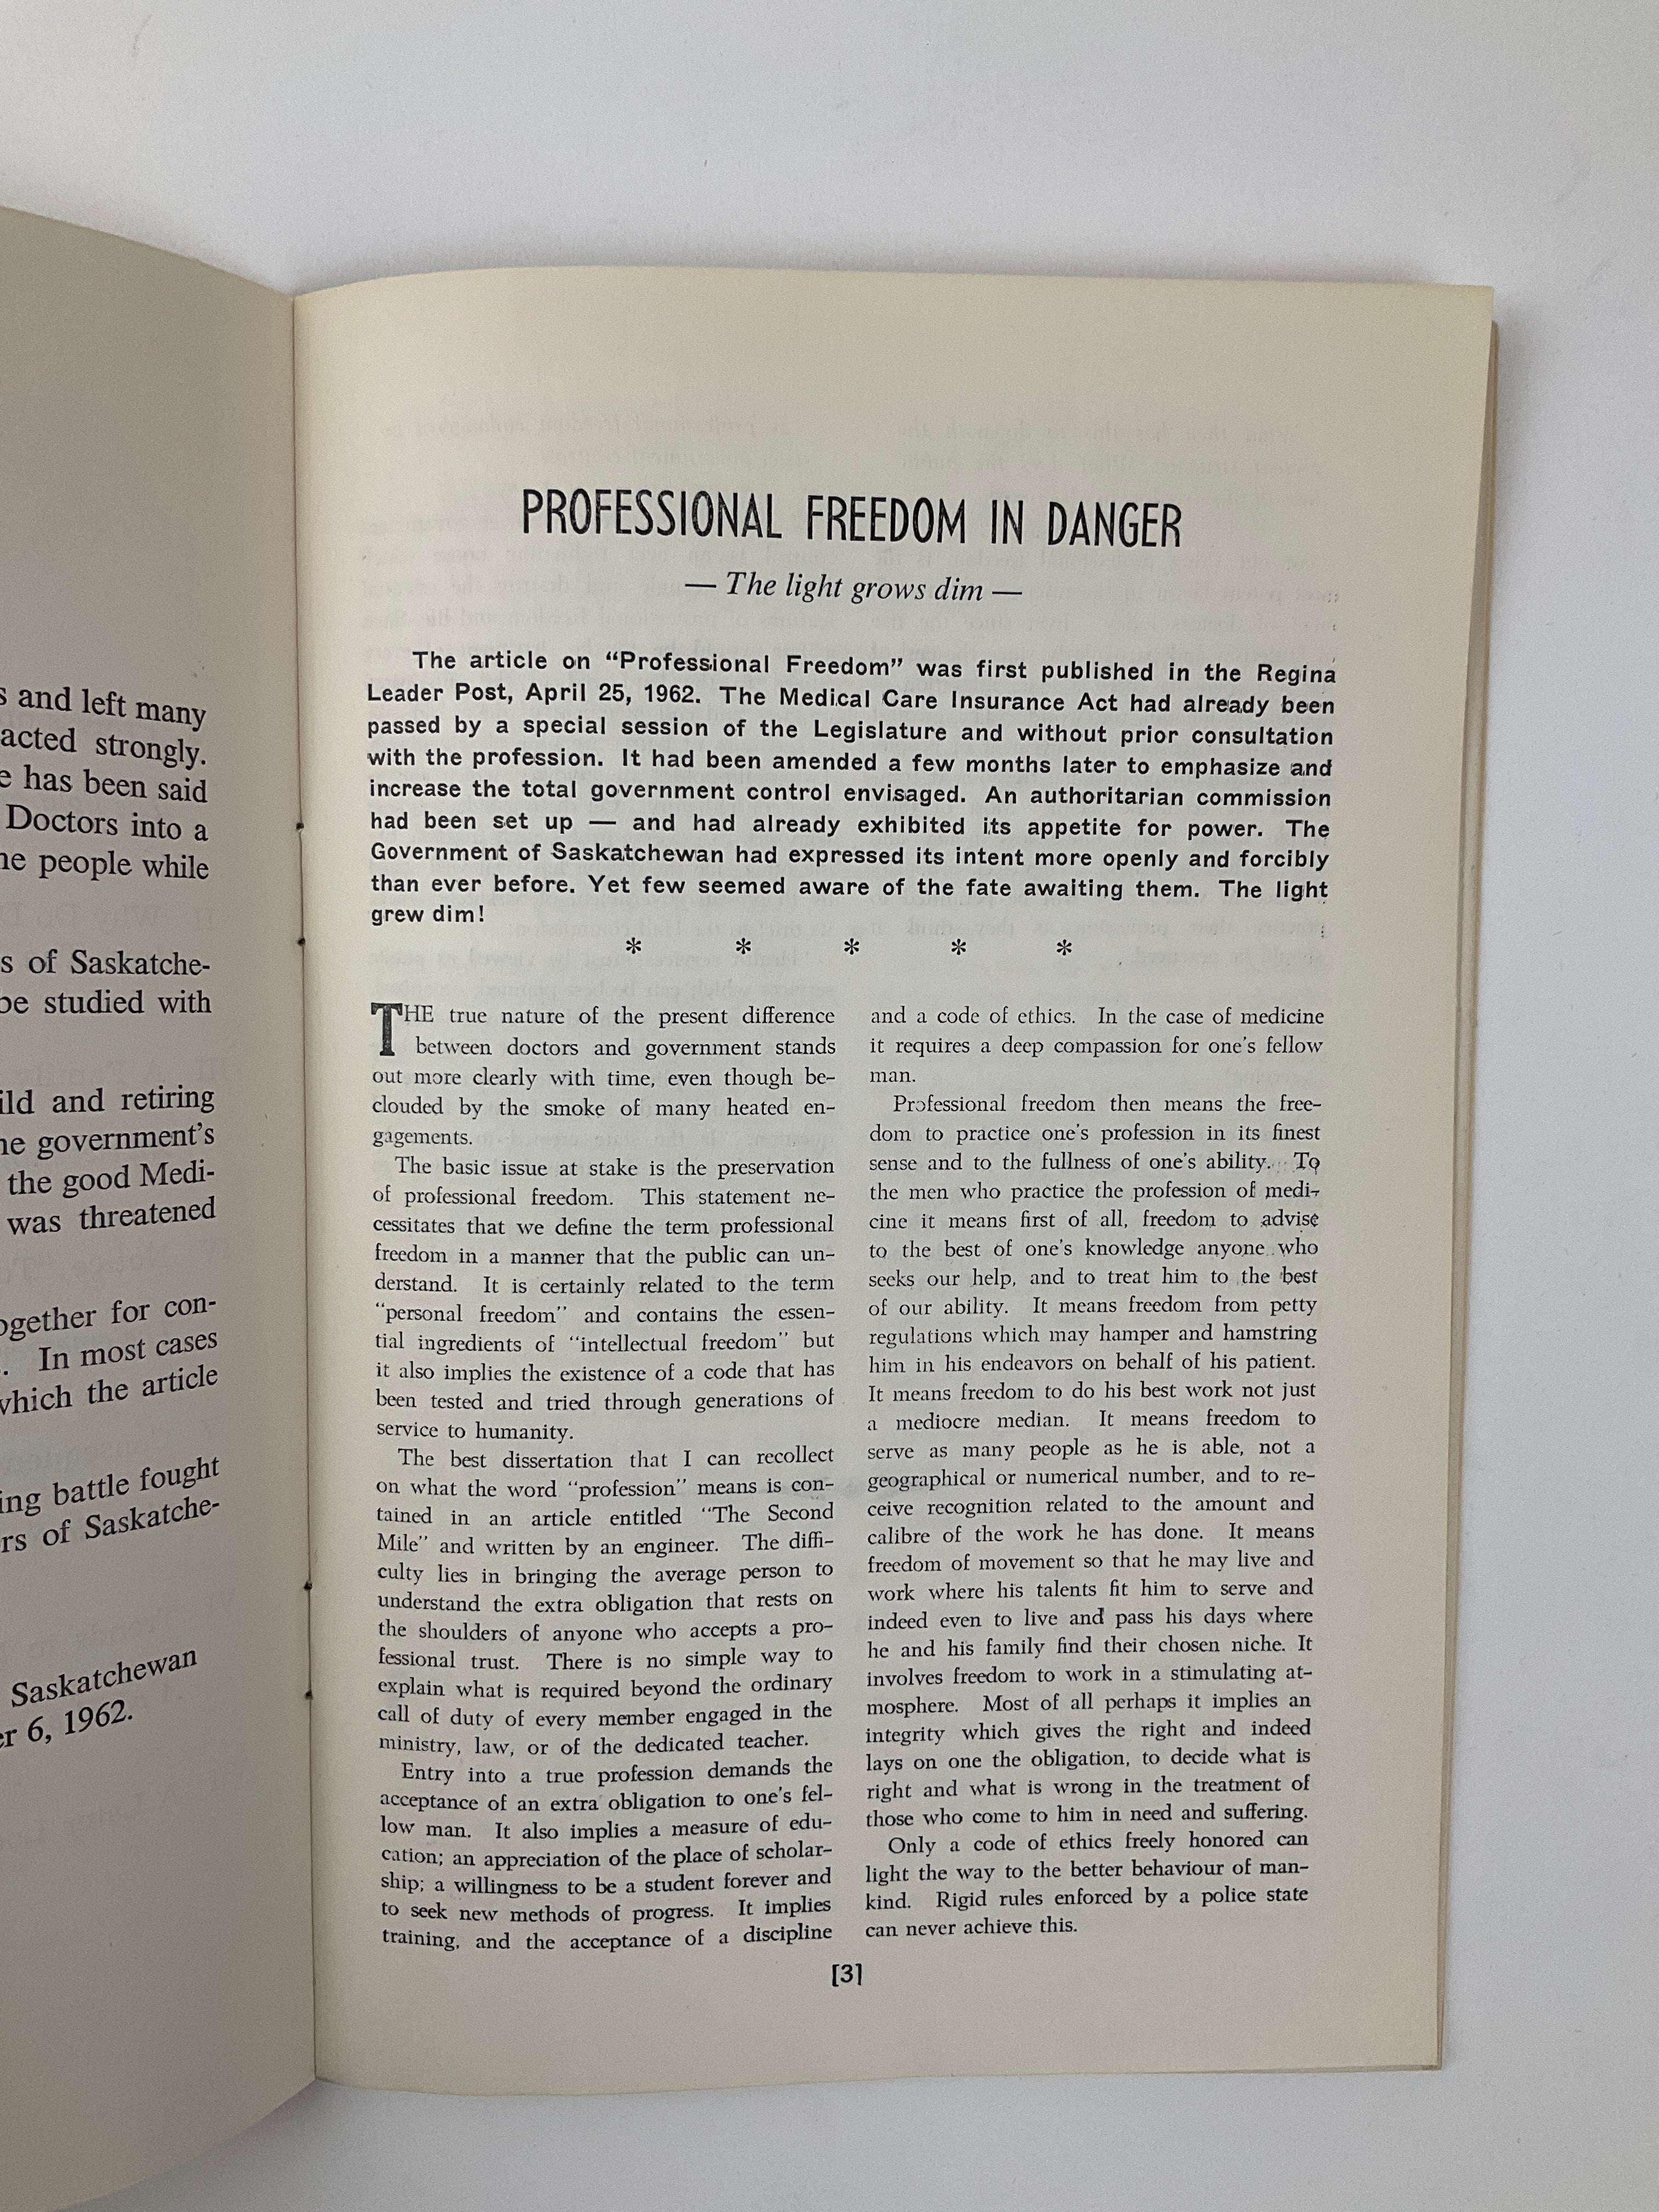 s and left many
acted strongly.
e has been said
Doctors into a
ne people while
s of Saskatche-
be studied with
ild and retiring
ne government's
the good Medi-
was threatened
ogether for con-
. In most cases
which the article
ing battle fought
rs of Saskatche-
Saskatchewan
er 6, 1962.
PROFESSIONAL FREEDOM IN DANGER
— The light grows dim —
The article on “Professional Freedom” was first published in the Regina
Leader Post, April 25, 1962. The Medical Care Insurance Act had already been
passed by a special session of the Legislature and without prior consultation
with the profession. It had been amended a few months later to emphasize and
increase the total government control envisaged. An authoritarian commission
had been set up — and had already exhibited its appetite for power. The
Government of Saskatchewan had expressed its intent more openly and forcibly
than ever before. Yet few seemed aware of the fate awaiting them. The light
grew dim!
* * * * *
THE true nature of the present difference
between doctors and government stands
out more clearly with time, even though be-
clouded by the smoke of many heated en-
gagements.
The basic issue at stake is the preservation
of professional freedom. This statement ne-
cessitates that we define the term professional
freedom in a manner that the public can un-
derstand. It is certainly related to the term
“personal freedom” and contains the essen-
tial ingredients of “intellectual freedom” but
it also implies the existence of a code that has
been tested and tried through generations of
service to humanity.
The best dissertation that I can recollect
on what the word “profession” means is con-
tained in an article entitled “The Second
Mile” and written by an engineer. The diffi-
culty lies in bringing the average person to
understand the extra obligation that rests on
the shoulders of anyone who accepts a pro-
fessional trust. There is no simple way to
explain what is required beyond the ordinary
call of duty of every member engaged in the
ministry, law, or of the dedicated teacher.
Entry into a true profession demands the
acceptance of an extra obligation to one's fel-
low man. It also implies a measure of edu-
cation; an appreciation of the place of scholar-
ship; a willingness to be a student forever and
to seek new methods of progress. It implies
training, and the acceptance of a discipline
and a code of ethics. In the case of medicine
it requires a deep compassion for one's fellow
man.
Professional freedom then means the free-
dom to practice one's profession in its finest
sense and to the fullness of one's ability. To
the men who practice the profession of medi-
cine it means first of all, freedom to advise
to the best of one's knowledge anyone who
seeks our help, and to treat him to the best
of our ability. It means freedom from petty
regulations which may hamper and hamstring
him in his endeavors on behalf of his patient.
It means freedom to do his best work not just
a mediocre median. It means freedom to
serve as many people as he is able, not a
geographical or numerical number, and to re-
ceive recognition related to the amount and
calibre of the work he has done. It means
freedom of movement so that he may live and
work where his talents fit him to serve and
indeed even to live and pass his days where
he and his family find their chosen niche. It
involves freedom to work in a stimulating at-
mosphere. Most of all perhaps it implies an
integrity which gives the right and indeed
lays on one the obligation, to decide what is
right and what is wrong in the treatment of
those who come to him in need and suffering.
Only a code of ethics freely honored can
light the way to the better behaviour of man-
kind. Rigid rules enforced by a police state
can never achieve this.
[3]